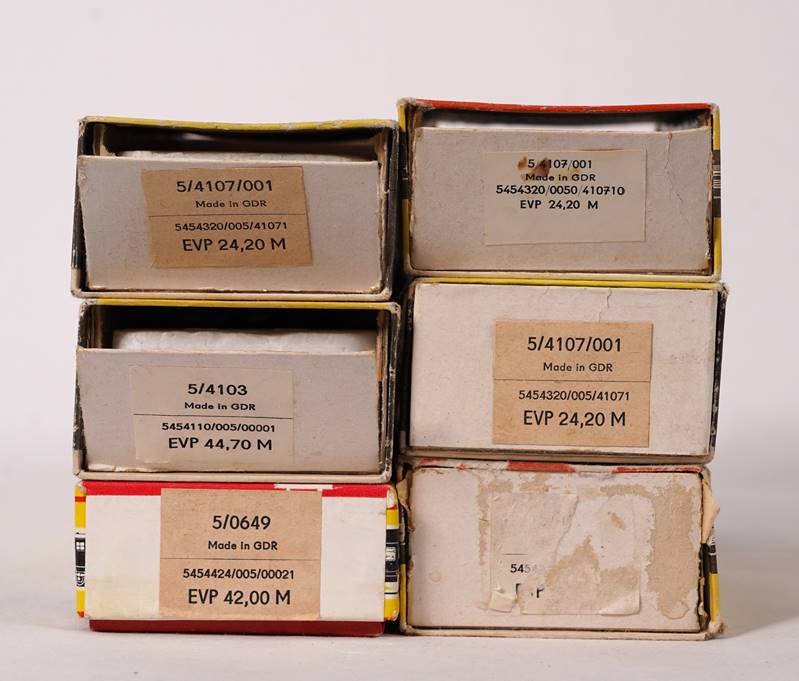 5/4107/001
Made in GDR
5454320/005/41071
EVP 24,20 M
5/4107/001
Made in GDR
5454320/0050/410710
EVP 24,20 M
5/4103
Made in GDR
5454110/005/00001
EVP 44,70 M
5/4107/001
Made in GDR
5454320/005/41071
EVP 24,20 M
5/0649
Made in GDR
5454424/005/00021
EVP 42,00 M
545